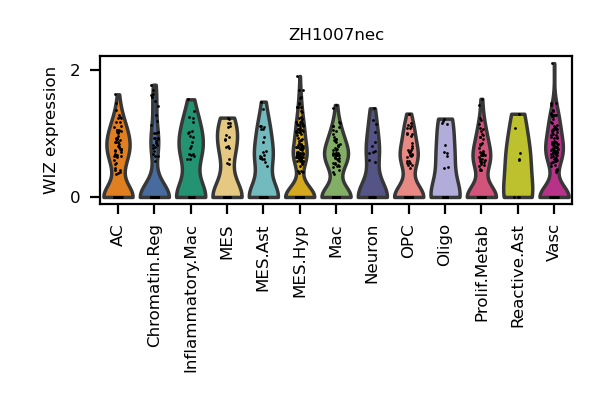 ZH1007nec
WIZ expression
2
0
AC
Chromatin.Reg
Inflammatory.Mac
MES
MES.Ast
MES.Hyp
Mac
Neuron
OPC
Oligo
Prolif.Metab
Reactive.Ast
Vasc